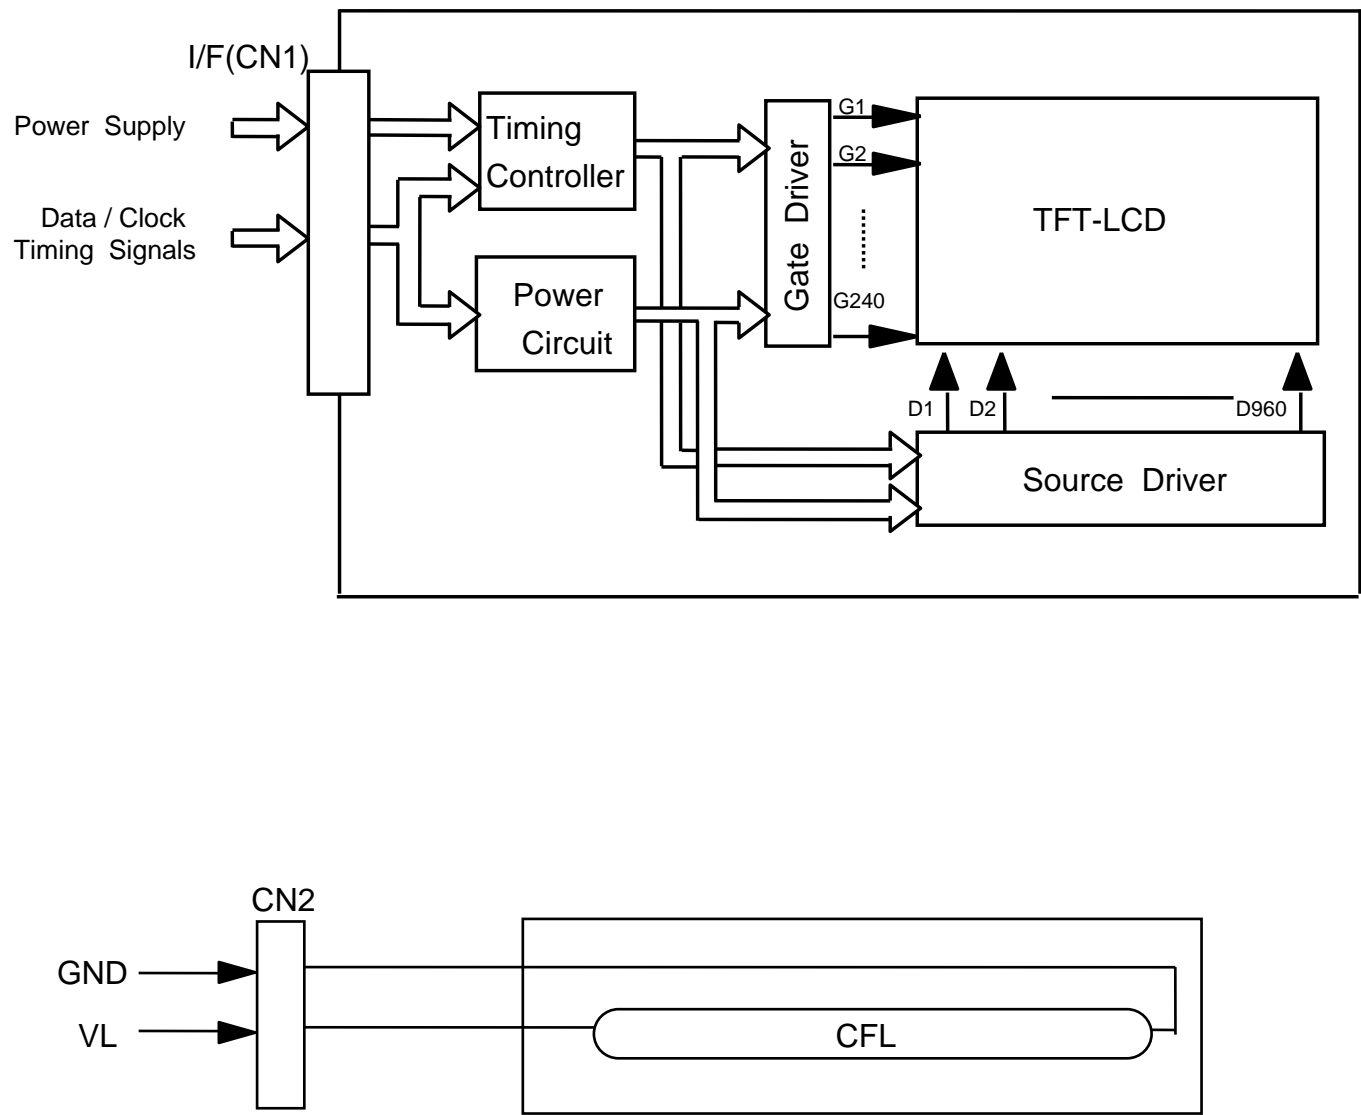 I/F(CN1)
Power Supply
Data / Clock
Timing Signals
Timing
Controller
Power
Circuit
Gate Driver
G1
G2
G240
TFT-LCD
D1
D2
D960
Source Driver
CN2
GND
VL
CFL